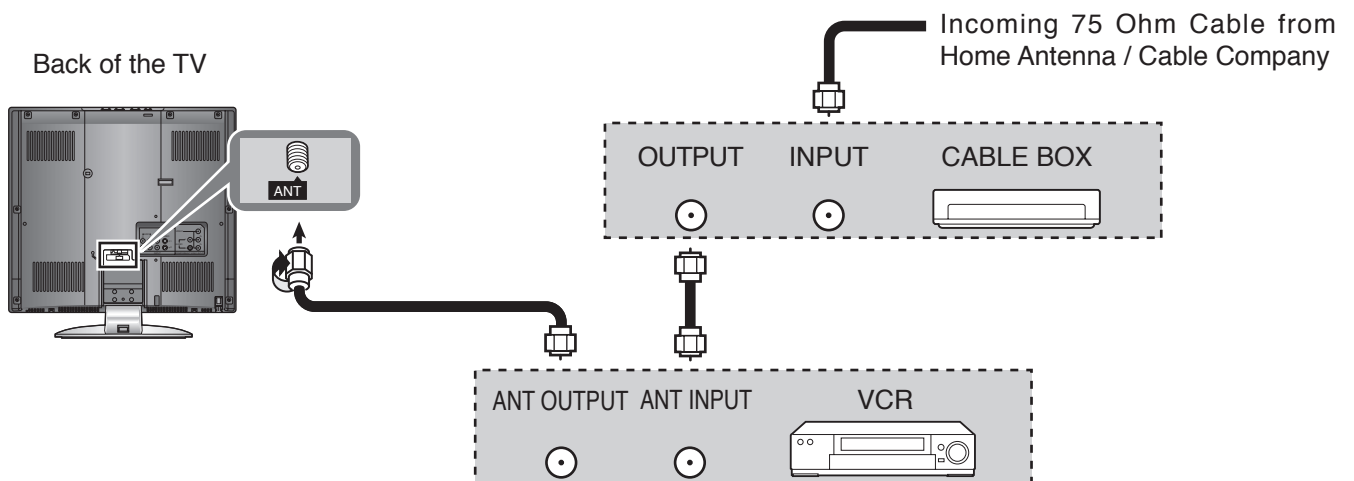 Incoming 75 Ohm Cable from
Home Antenna / Cable Company
Back of the TV
ANT
OUTPUT INPUT CABLE BOX
ANT OUTPUT ANT INPUT VCR